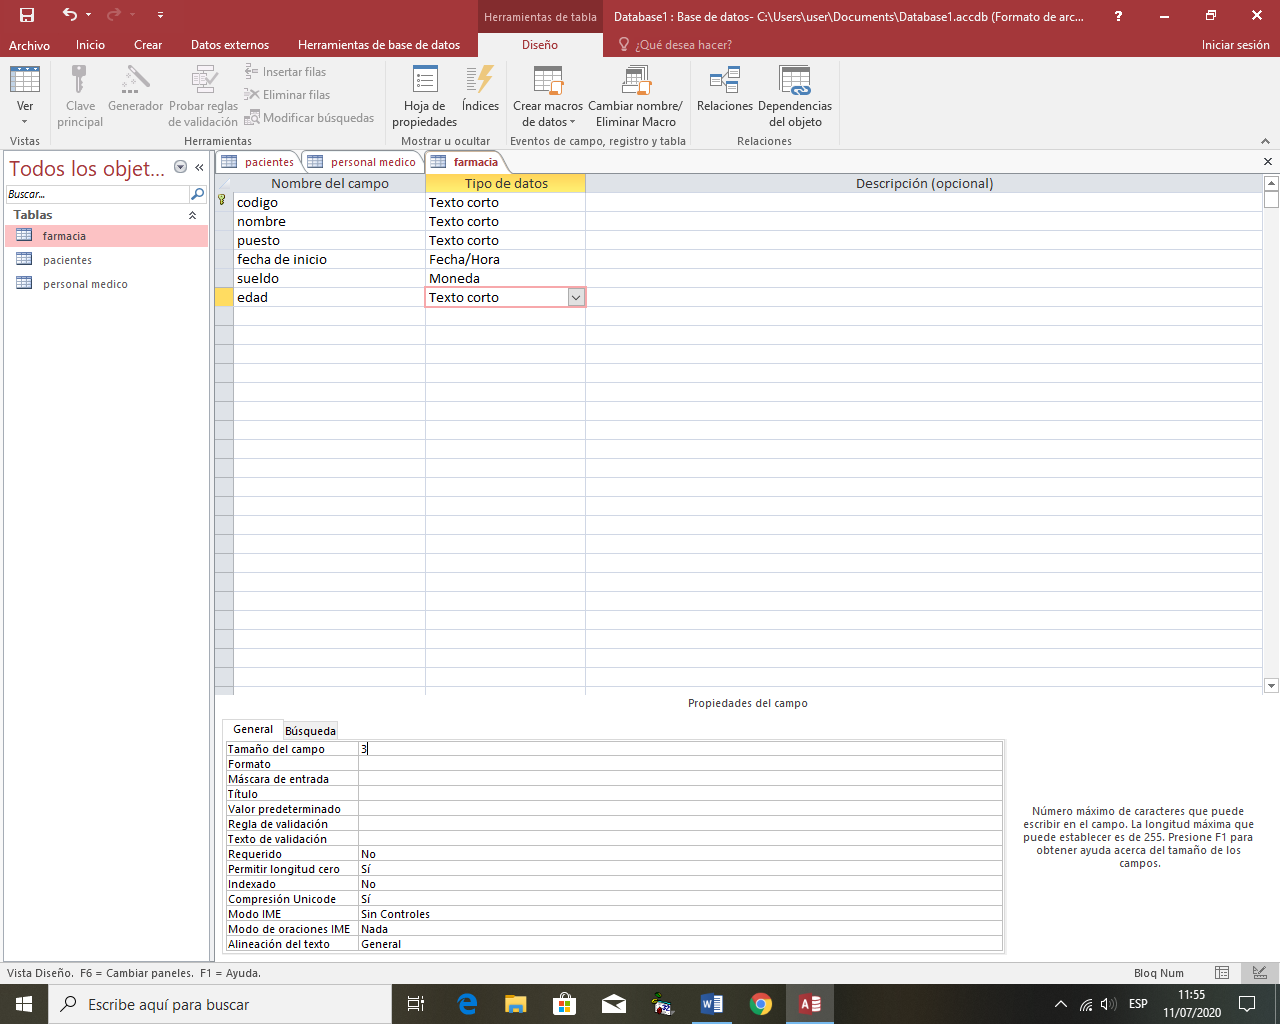 Herramientas de tabla
Database1 : Base de datos- C:\Users\user\Documents\Database1.accdb (Formato de arc...
?
Archivo
Inicio
Crear
Datos externos
Herramientas de base de datos
Diseño
¿Qué desea hacer?
Iniciar sesión
Ver
Clave
principal
Generador
Probar reglas
de validación
Insertar filas
Eliminar filas
Modificar búsquedas
Hoja de
propiedades
Índices
Crear macros
de datos
Cambiar nombre/
Eliminar Macro
Relaciones
Dependencias
del objeto
Vistas
Herramientas
Mostrar u ocultar
Eventos de campo, registro y tabla
Relaciones
Todos los objet...
Buscar...
Tablas
farmacia
pacientes
personal medico
pacientes
personal medico
farmacia
Nombre del campo
Tipo de datos
Descripción (opcional)
codigo
Texto corto
nombre
Texto corto
puesto
Texto corto
fecha de inicio
Fecha/Hora
sueldo
Moneda
edad
Texto corto
Propiedades del campo
General
Búsqueda
Tamaño del campo
3
Formato
Máscara de entrada
Título
Valor predeterminado
Regla de validación
Texto de validación
Requerido
No
Permitir longitud cero
Sí
Indexado
No
Compresión Unicode
Sí
Modo IME
Sin Controles
Modo de oraciones IME
Nada
Alineación del texto
General
Número máximo de caracteres que puede
escribir en el campo. La longitud máxima que
puede establecer es de 255. Presione F1 para
obtener ayuda acerca del tamaño de los
campos.
Vista Diseño.  F6 = Cambiar paneles.  F1 = Ayuda.
Bloq Num
Escribe aquí para buscar
ESP
11:55
11/07/2020